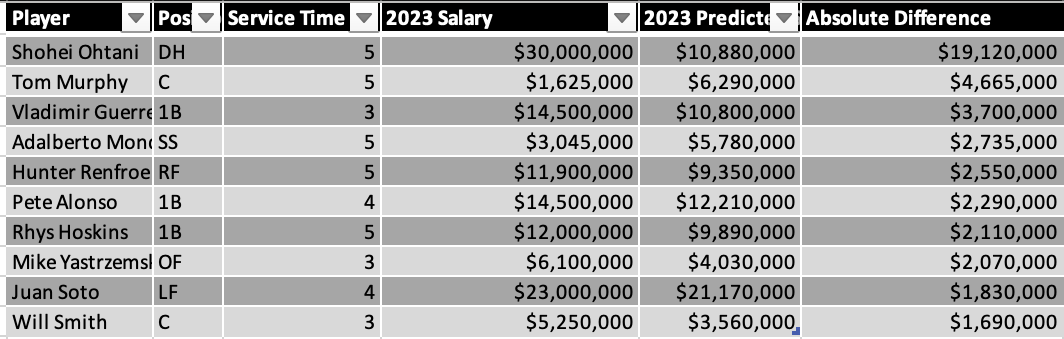 Player Pos Service Time 2023 Salary 2023 Predicte Absolute Difference
Shohei Ohtani DH 5 $30,000,000 $10,880,000 $19,120,000
Tom Murphy C 5 $1,625,000 $6,290,000 $4,665,000
Vladimir Guerre 1B 3 $14,500,000 $10,800,000 $3,700,000
Adalberto Mond SS 5 $3,045,000 $5,780,000 $2,735,000
Hunter Renfroe RF 5 $11,900,000 $9,350,000 $2,550,000
Pete Alonso 1B 4 $14,500,000 $12,210,000 $2,290,000
Rhys Hoskins 1B 5 $12,000,000 $9,890,000 $2,110,000
Mike Yastrzemsk OF 3 $6,100,000 $4,030,000 $2,070,000
Juan Soto LF 4 $23,000,000 $21,170,000 $1,830,000
Will Smith C 3 $5,250,000 $3,560,000 $1,690,000